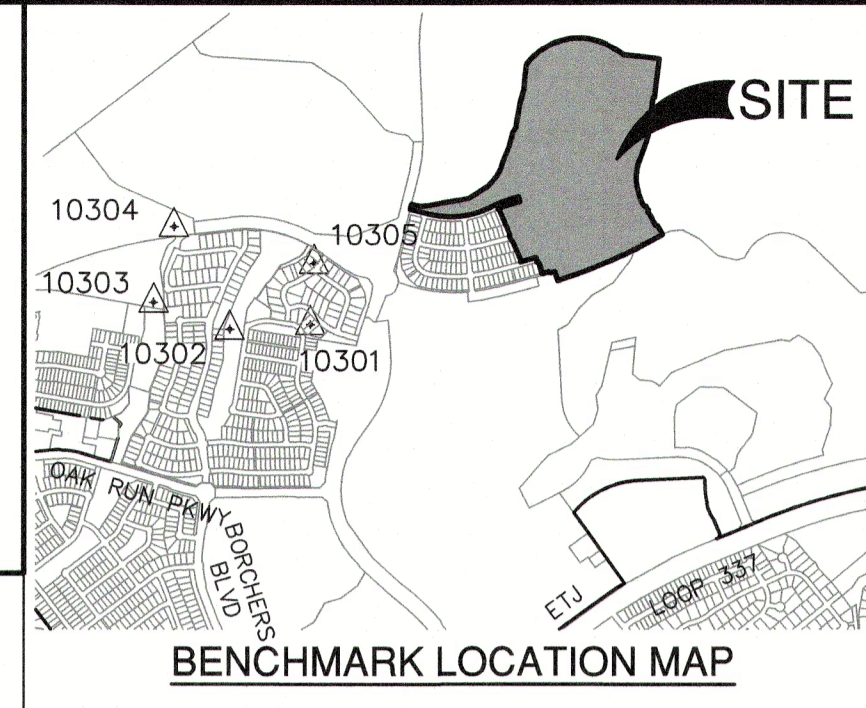 SITE
10304
10305
10303
10302
10301
OAK RUN PKWY
BORCHERS
BLVD
ETJ
LOOP 337
BENCHMARK LOCATION MAP